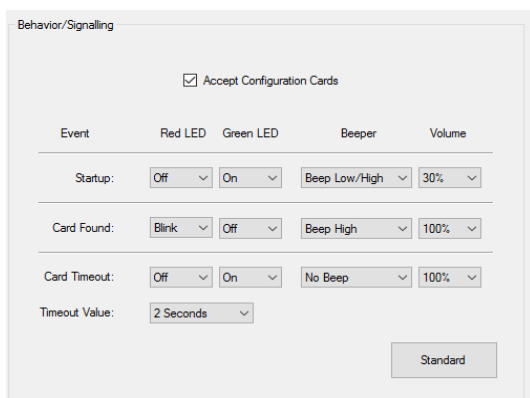 Behavior/Signalling
Accept Configuration Cards
Event Red LED Green LED Beeper Volume
Startup: Off On Beep Low/High 30%
Card Found: Blink Off Beep High 100%
Card Timeout: Off On No Beep 100%
Timeout Value: 2 Seconds
Standard